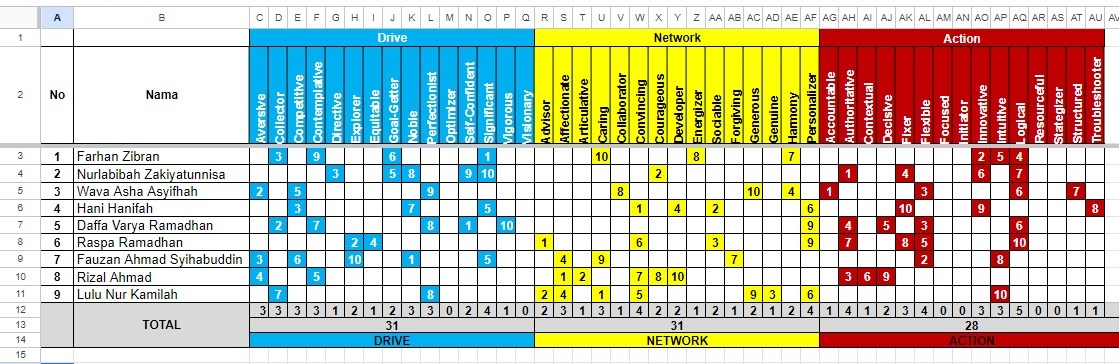 A B C D E F G H I J K L M N O P Q R S T U V W X Y Z AA AB AC AD AE AF AG AH AI AJ AK AL AM AN AO AP AQ AR AS AT AU AV
1 Drive Network Action
2 No Nama Aversive Collector Competitive Contemplative Directive Explorer Equitable Goal-Getter Noble Perfectionist Optimizer Self-Confident Significant Vigorous Visionary Advisor Affectionate Articulative Caring Collaborator Convincing Courageous Developer Energizer Sociable Forgiving Generous Genuine Harmony Personalizer Accountable Authoritative Contextual Decisive Fixer Flexible Focused Initiator Innovative Intuitive Logical Resourceful Stategizer Structured Troubleshooter
3 1 Farhan Zibran 3 9 6 1 10 8 7 2 5 4
4 2 Nurlabibah Zakiyatunnisa 3 5 8 9 10 2 1 4 6 7
5 3 Wava Asha Asyifhah 2 5 9 8 10 4 1 3 6 7
6 4 Hani Hanifah 3 7 5 1 4 2 6 10 9 8
7 5 Daffa Varya Ramadhan 2 7 8 1 10 9 4 5 3 6
8 6 Raspa Ramadhan 2 4 1 6 3 9 7 8 5 10
9 7 Fauzan Ahmad Syihabuddin 3 6 10 1 5 4 9 7 2 8
10 8 Rizal Ahmad 4 5 1 2 7 8 10 3 6 9
11 9 Lulu Nur Kamilah 7 8 2 4 1 5 9 3 6 10
12 3 3 3 3 1 2 1 2 3 3 0 2 4 1 0 2 3 1 3 1 4 2 2 1 2 1 2 1 2 4 1 4 1 2 3 4 0 0 3 3 5 0 0 1 1
13 TOTAL 31 31 28
14 DRIVE NETWORK ACTION
15